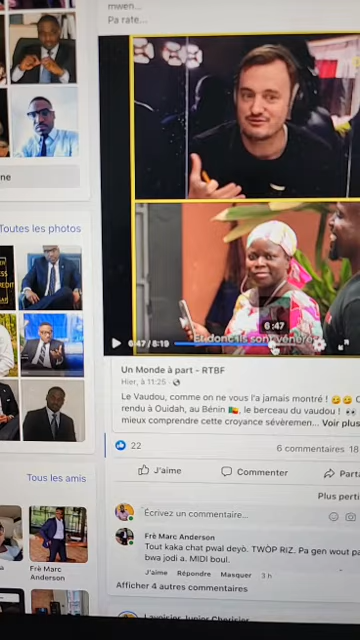 mwen...
Pa rate...
ne
Toutes les photos
6:47
Et donc ils sont vénérés
6:47 / 8:19
Un Monde à part - RTBF
Hier, à 11:25 ·
Le Vaudou, comme on ne vous l'a jamais montré !
rendu à Ouidah, au Bénin, le berceau du vaudou !
mieux comprendre cette croyance sévèremen... Voir plus
22
6 commentaires 18
J'aime
Commenter
Parta
Plus perti
Écrivez un commentaire...
Frè Marc Anderson
Tout kaka chat pwal deyò. TWÒP RIZ. Pa gen wout pa
bwa jodi a. MIDI boul.
J'aime Répondre Masquer 3 h
Afficher 4 autres commentaires
Tous les amis
Frè Marc
Anderson